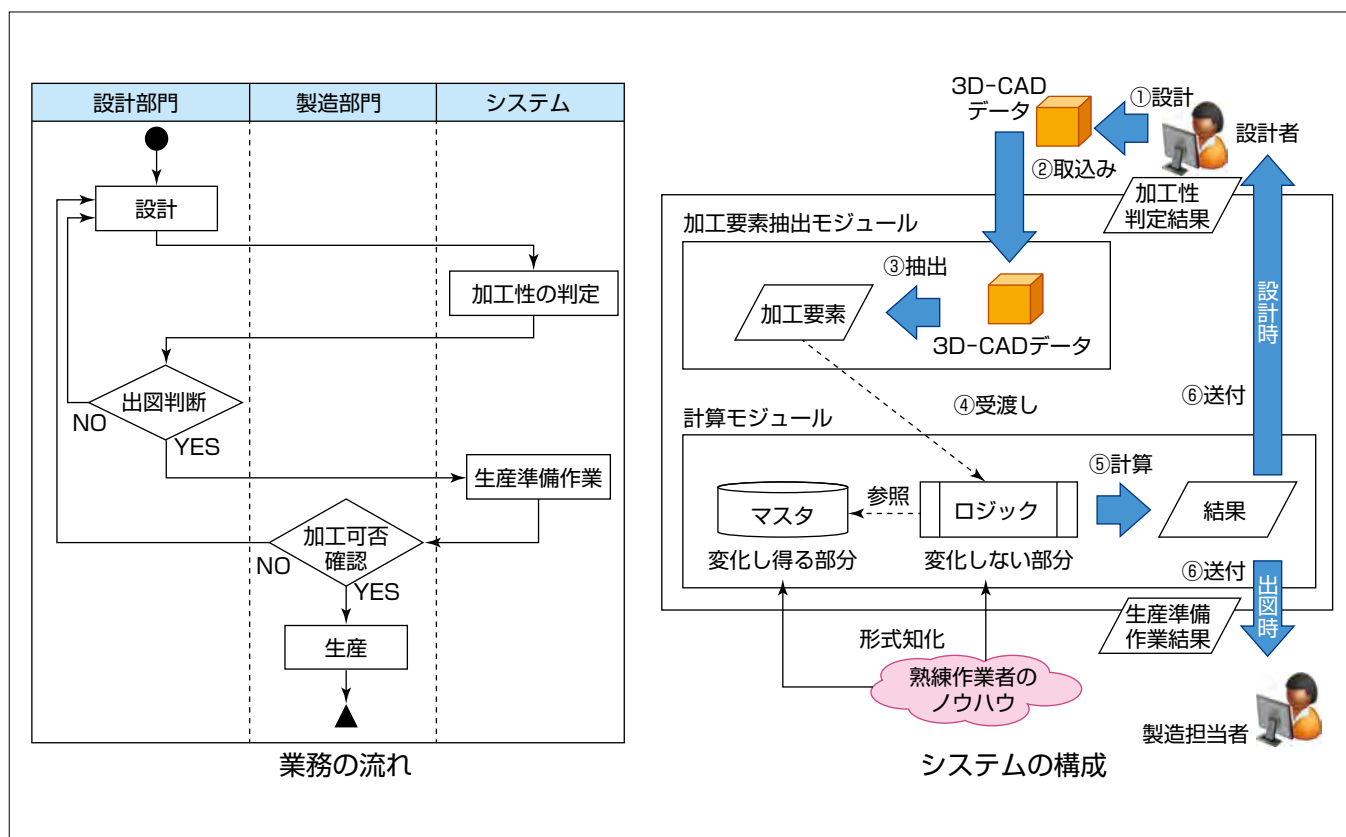 設計部門
製造部門
システム
設計
加工性の判定
出図判断
NO
YES
生産準備作業
加工可否
確認
NO
YES
生産
業務の流れ
3D-CAD
データ
①設計
設計者
②取込み
加工性
判定結果
加工要素抽出モジュール
③抽出
加工要素
3D-CADデータ
設計時
④受渡し
⑥送付
計算モジュール
⑤計算
マスタ
参照
ロジック
結果
変化し得る部分
変化しない部分
⑥送付
出図時
生産準備
作業結果
形式知化
熟練作業者の
ノウハウ
製造担当者
システムの構成